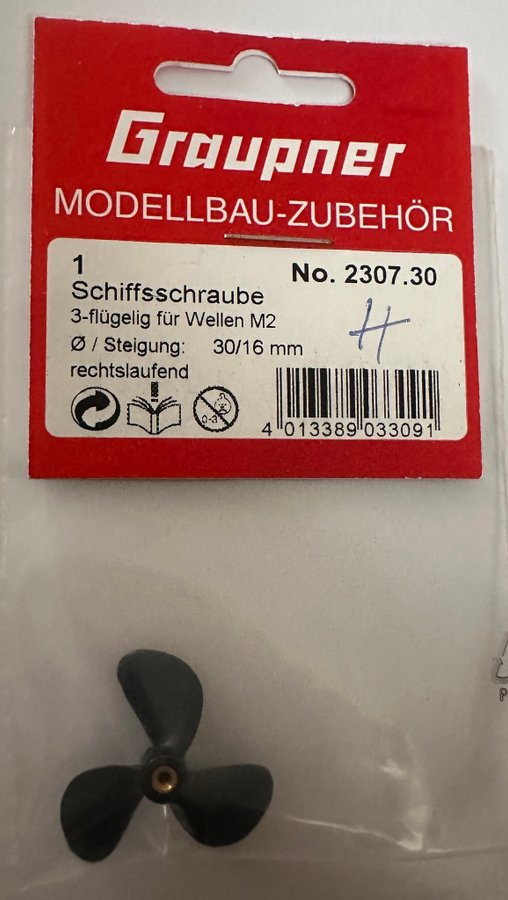 Graupner
MODELLBAU-ZUBEHÖR
1
No. 2307.30
Schiffsschraube
3-flügelig für Wellen M2
Ø / Steigung: 30/16 mm
rechtslaufend
0-3
4 013389 033091